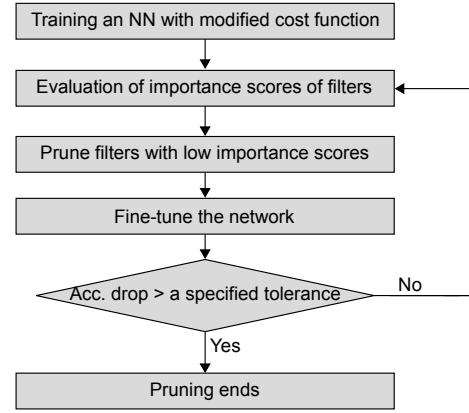 Training an NN with modified cost function
Evaluation of importance scores of filters
Prune filters with low importance scores
Fine-tune the network
Acc. drop > a specified tolerance
No
Yes
Pruning ends